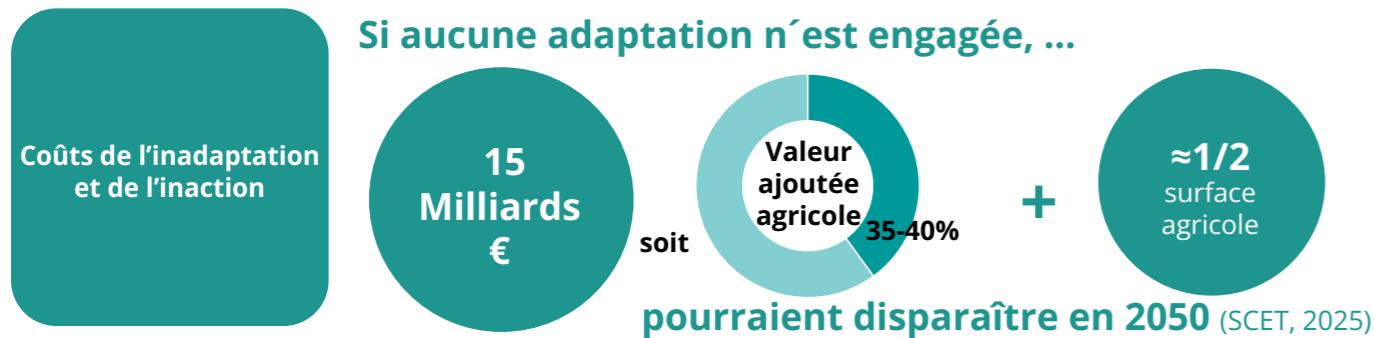 Si aucune adaptation n´est engagée, ...
Coûts de l’inadaptation
et de l’inaction
15
Milliards
€
soit
Valeur
ajoutée
agricole
35-40%
+
≈1/2
surface
agricole
pourraient disparaître en 2050 (SCET, 2025)